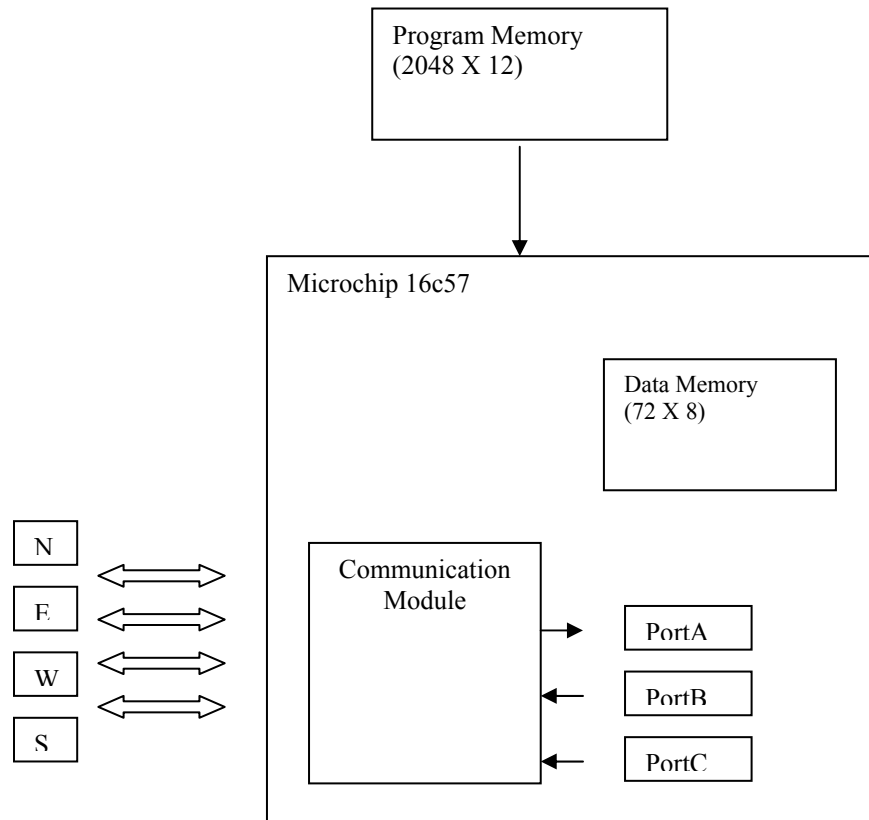 Program Memory
(2048 X 12)
Microchip 16c57
Data Memory
(72 X 8)
N
E
W
S
Communication
Module
PortA
PortB
PortC